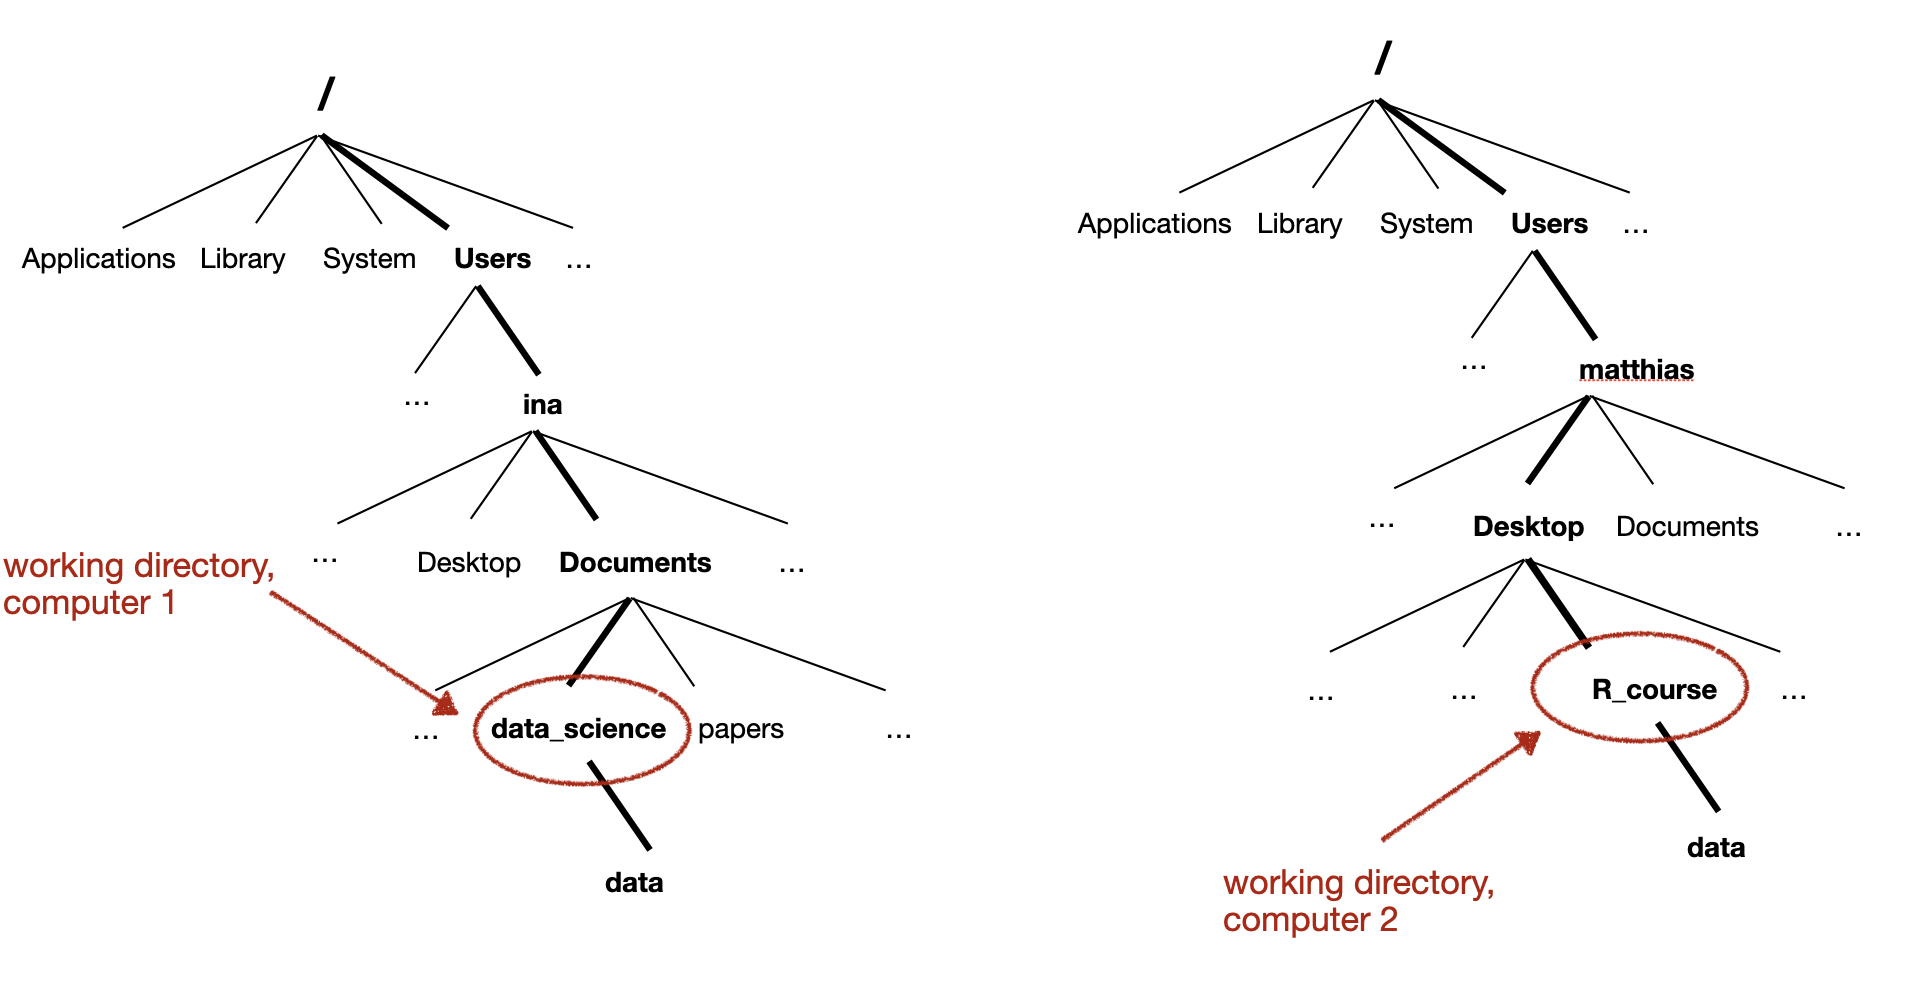 /
Applications Library System Users ...
... ina
... Desktop Documents ...
working directory,
computer 1
... data_science papers ...
data
/
Applications Library System Users ...
... matthias
... Desktop Documents ...
... ... R_course ...
data
working directory,
computer 2